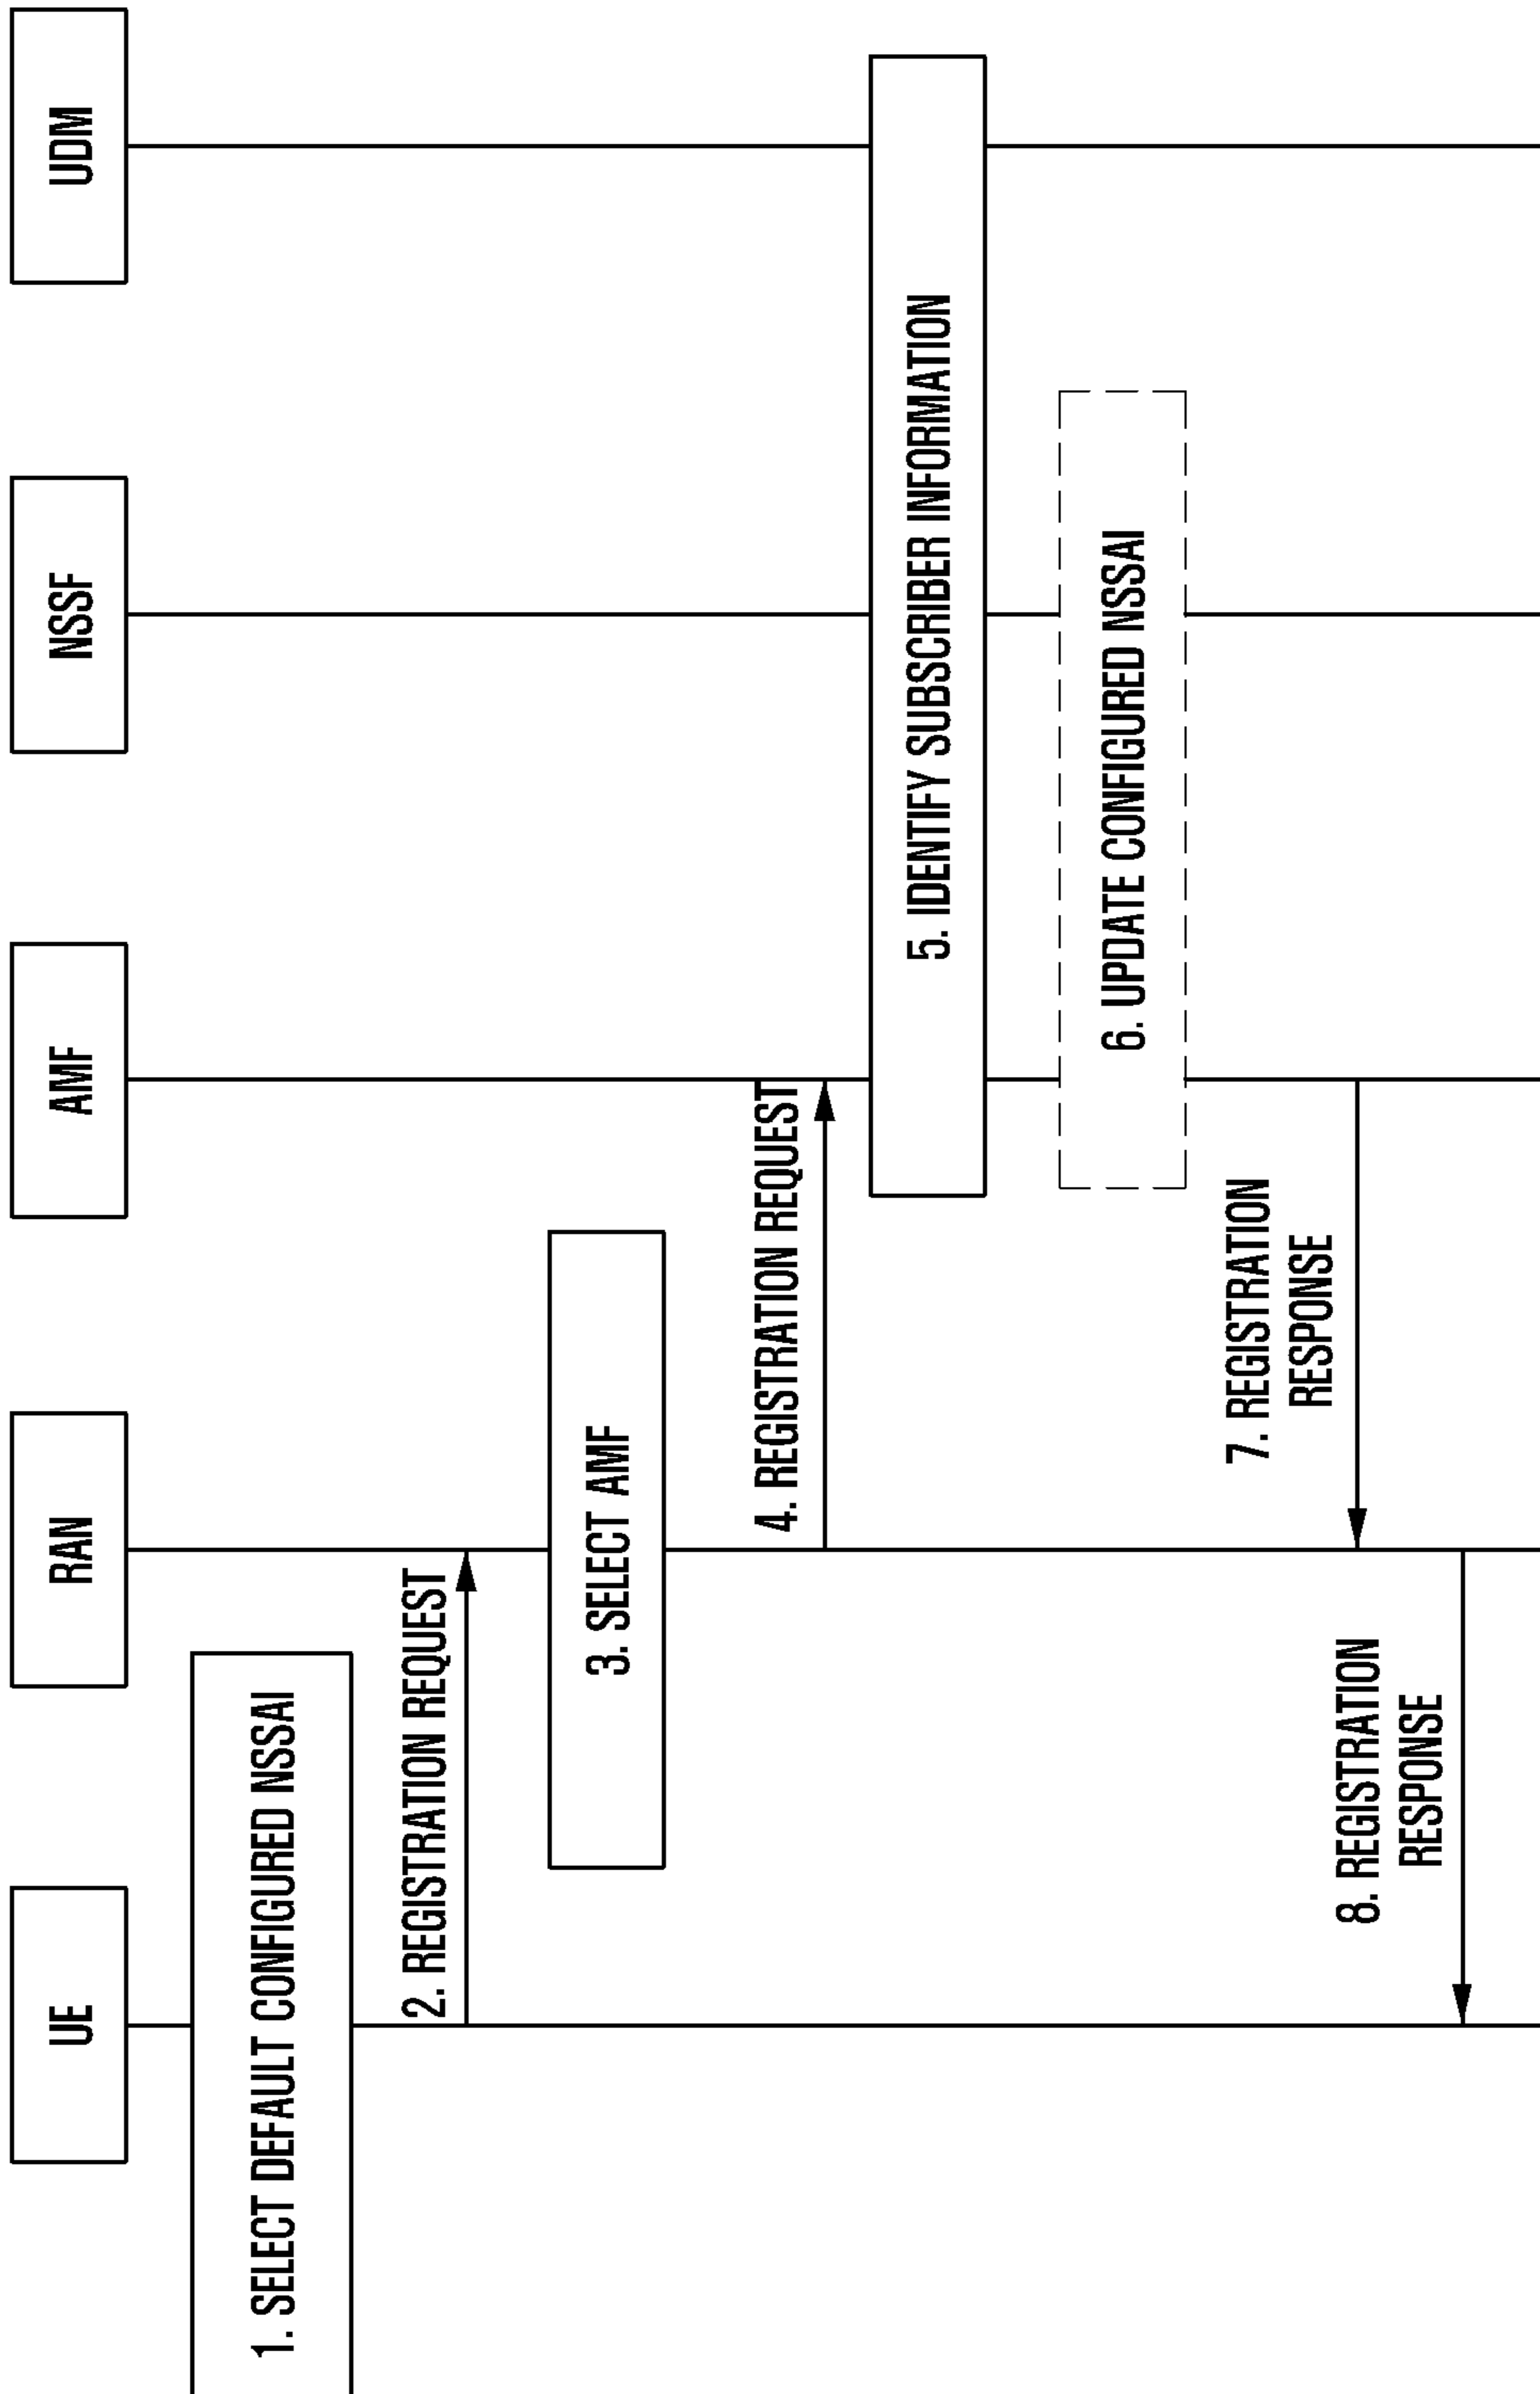 UE
RAN
AMF
NSSF
UDM
1. SELECT DEFAULT CONFIGURED NSSAI
2. REGISTRATION REQUEST
3. SELECT AMF
4. REGISTRATION REQUEST
5. IDENTIFY SUBSCRIBER INFORMATION
6. UPDATE CONFIGURED NSSAI
7. REGISTRATION
RESPONSE
8. REGISTRATION
RESPONSE